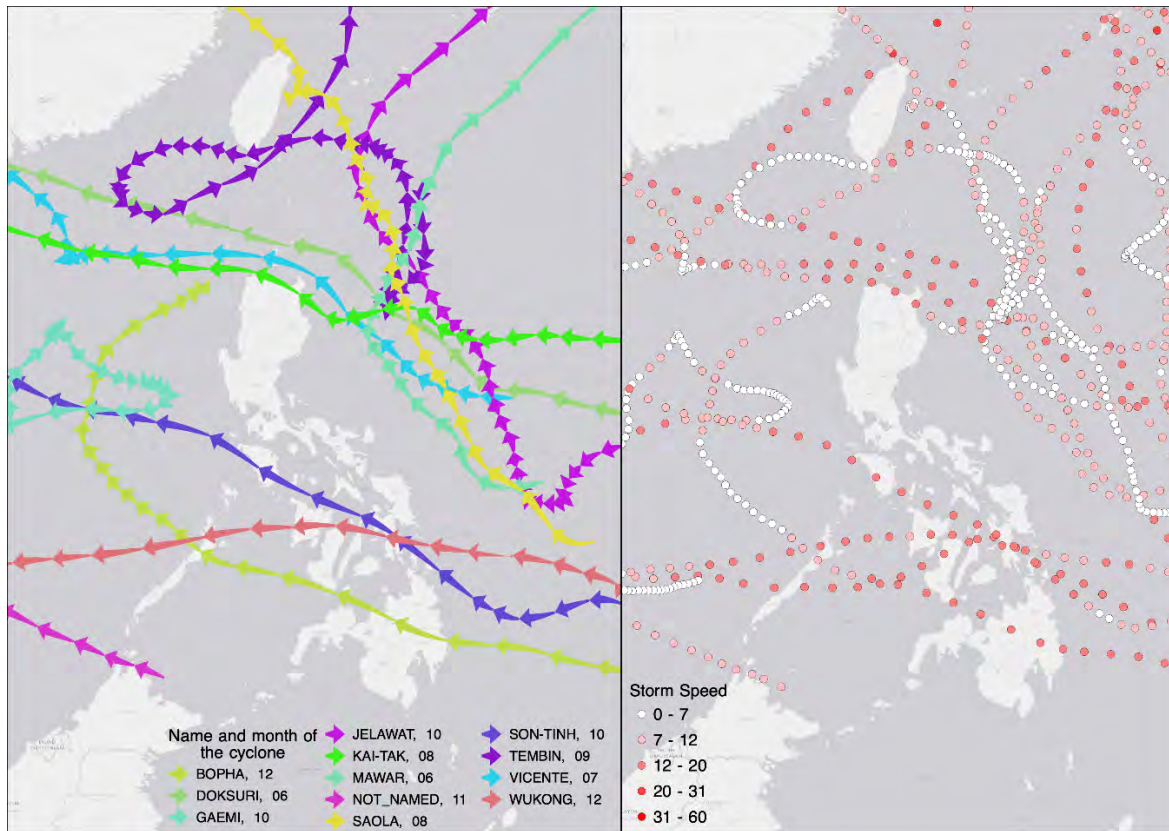 Name and month of
the cyclone
BOPHA, 12
DOKSURI, 06
GAEMI, 10
JELAWAT, 10
KAI-TAK, 08
MAWAR, 06
NOT_NAMED, 11
SAOLA, 08
SON-TINH, 10
TEMBIN, 09
VICENTE, 07
WUKONG, 12
Storm Speed
0 - 7
7 - 12
12 - 20
20 - 31
31 - 60